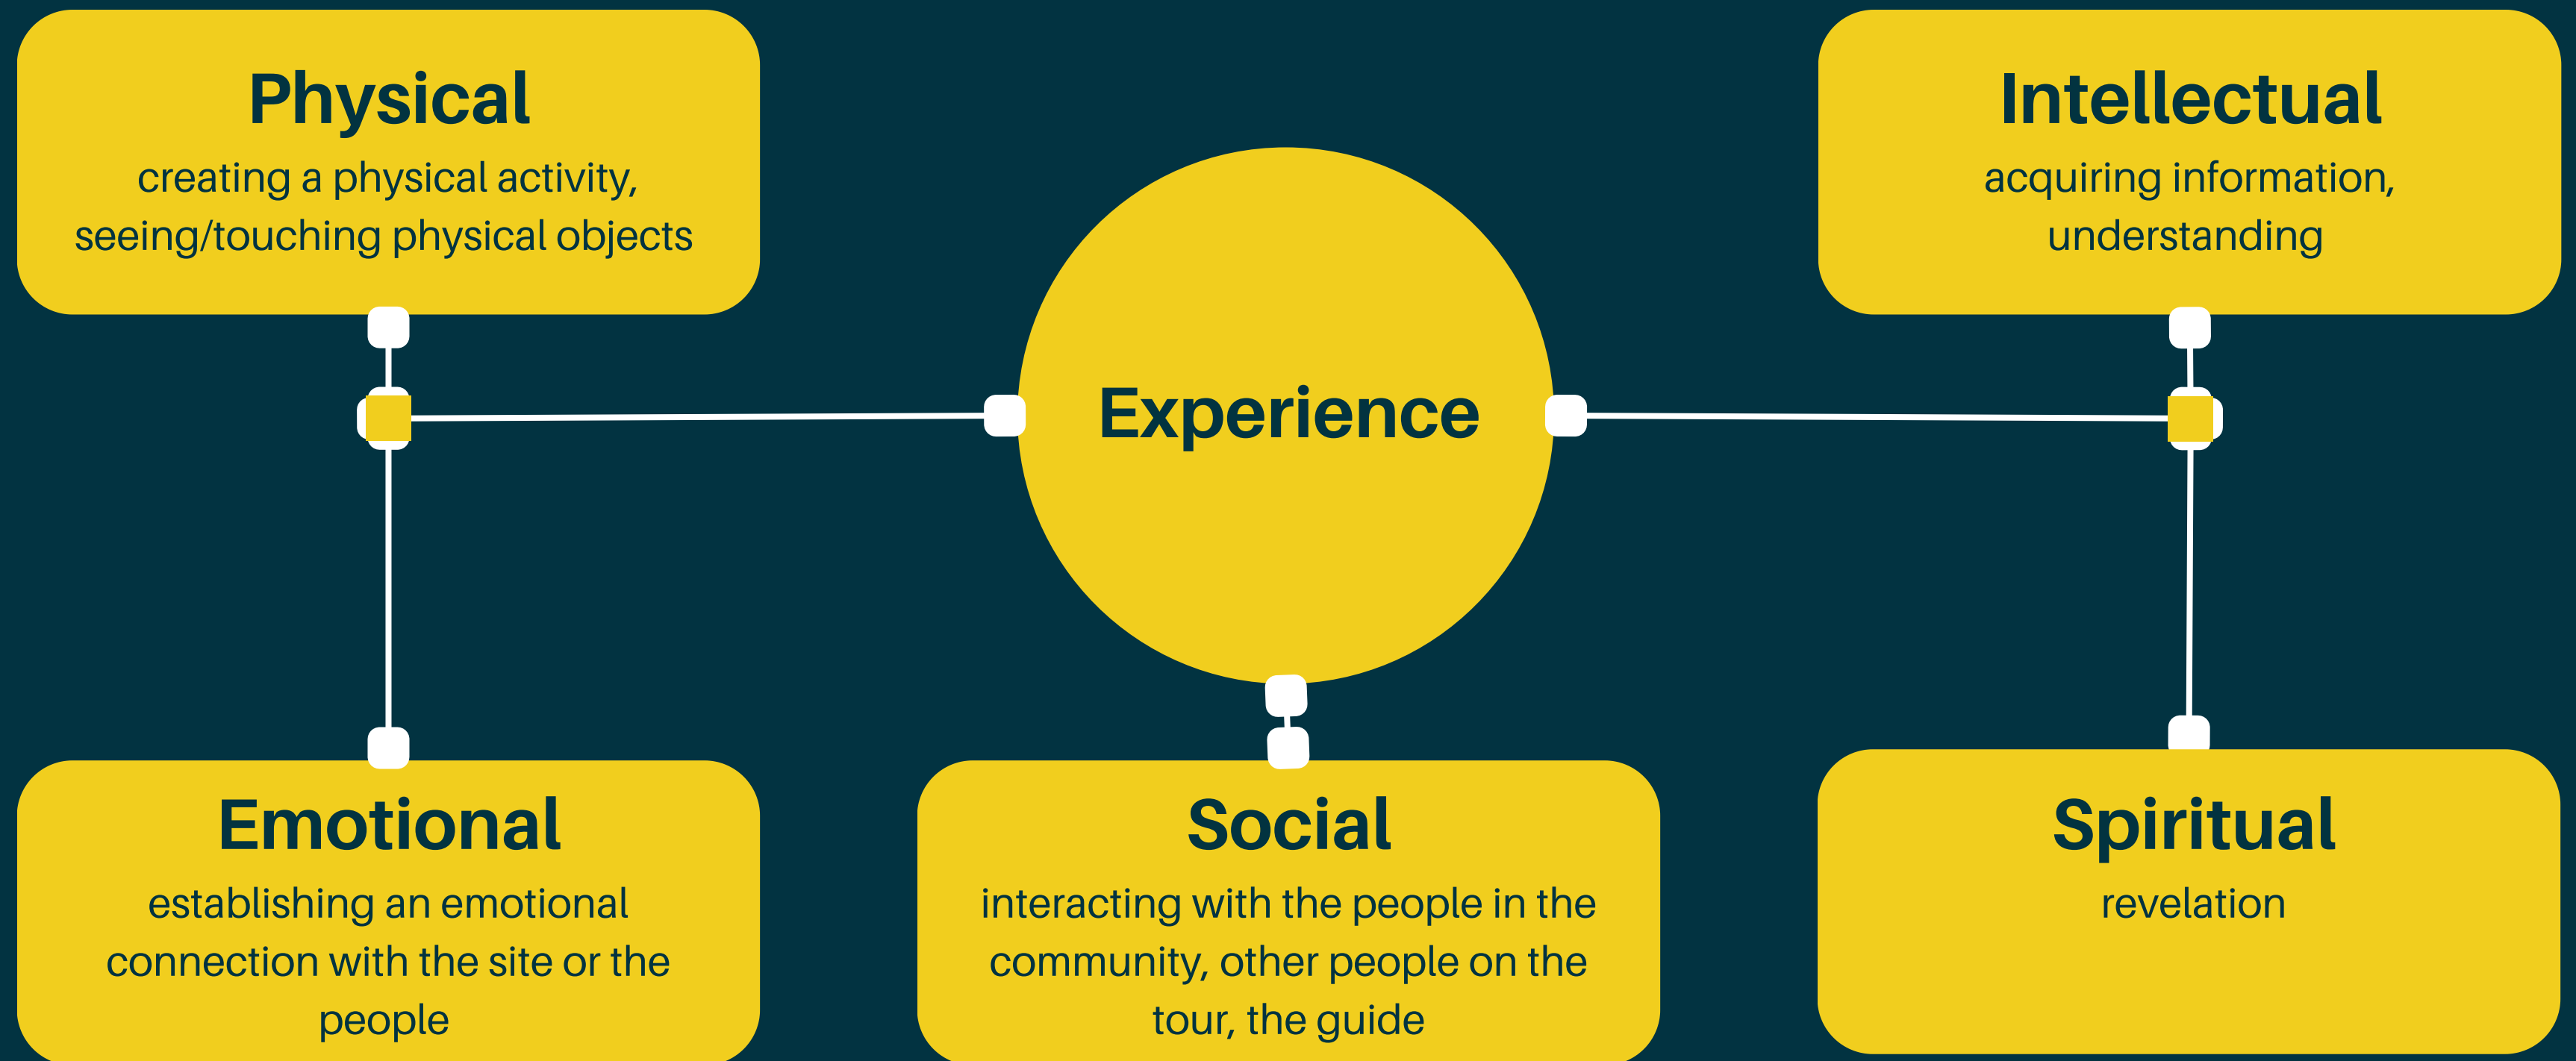 Physical
creating a physical activity,
seeing/touching physical objects
Intellectual
acquiring information,
understanding
Experience
Emotional
establishing an emotional
connection with the site or the
people
Social
interacting with the people in the
community, other people on the
tour, the guide
Spiritual
revelation